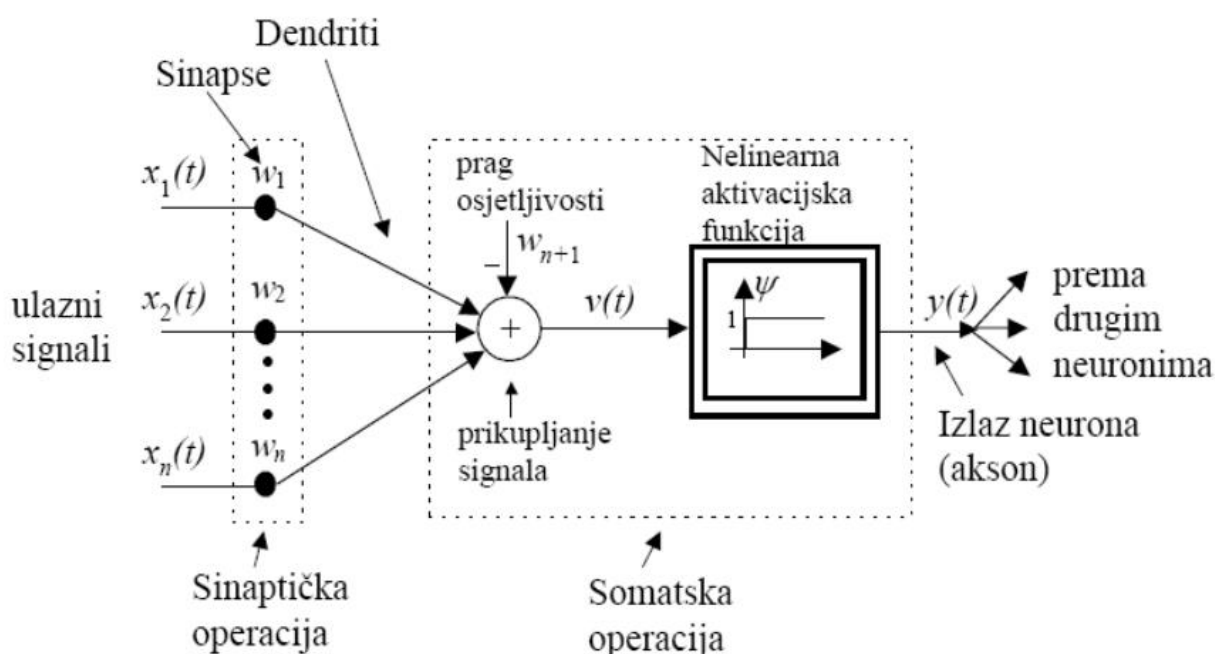 Dendriti
Sinapse
x1(t)
w1
prag
osjetljivosti
wn+1
−
Nelinearna
aktivacijska
funkcija
ulazni
signali
x2(t)
w2
+
v(t)
ψ
1
y(t)
prema
drugim
neuronima
xn(t)
wn
prikupljanje
signala
Izlaz neurona
(akson)
Sinaptička
operacija
Somatska
operacija